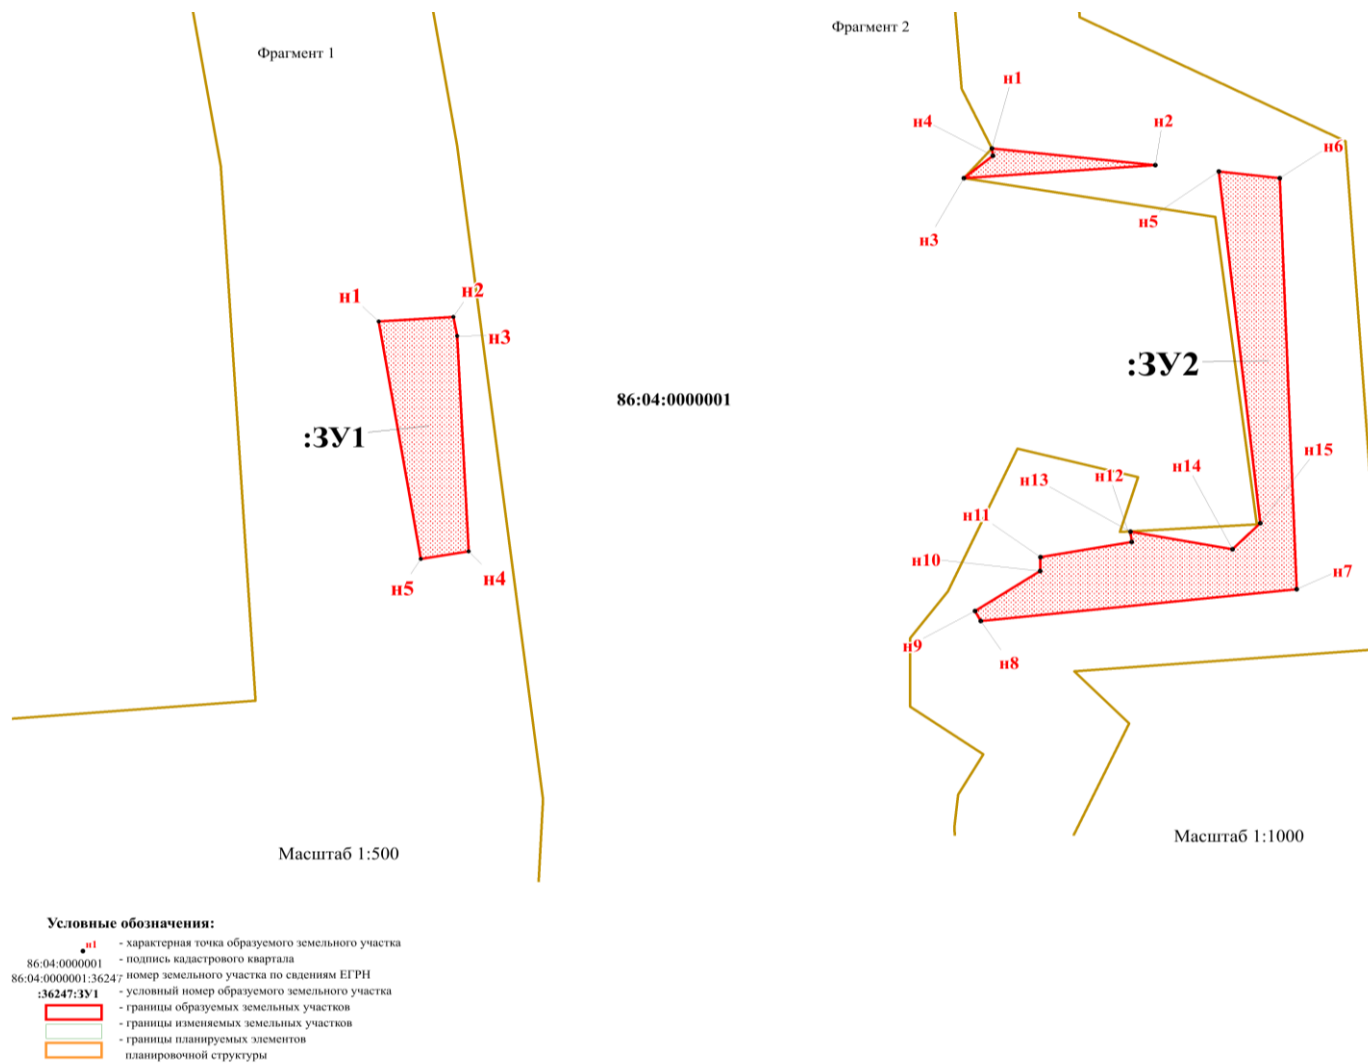 Фрагмент 1
н1
н2
н3
:ЗУ1
н4
н5
Масштаб 1:500
86:04:0000001
Фрагмент 2
н1
н4
н2
н6
н5
н3
:ЗУ2
н15
н14
н12
н13
н11
н10
н7
н9
н8
Масштаб 1:1000
Условные обозначения:
н1 - характерная точка образуемого земельного участка
86:04:0000001 - подпись кадастрового квартала
86:04:0000001:36247 - номер земельного участка по сведениям ЕГРН
:36247:ЗУ1 - условный номер образуемого земельного участка
- границы образуемых земельных участков
- границы изменяемых земельных участков
- границы планируемых элементов
планировочной структуры